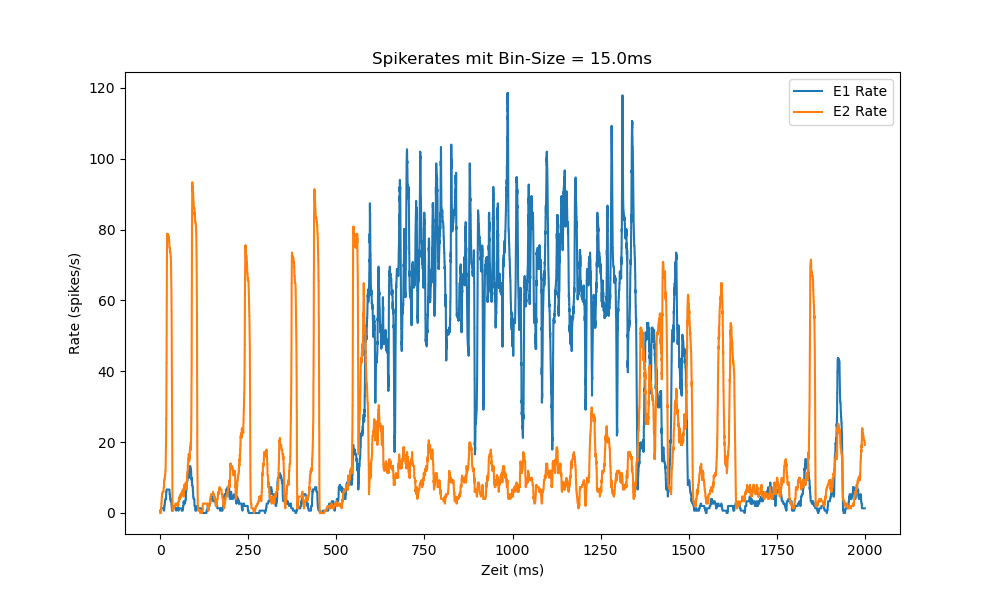 Spikerates mit Bin-Size = 15.0ms
E1 Rate
E2 Rate
Rate (spikes/s)
120
100
80
60
40
20
0
0 250 500 750 1000 1250 1500 1750 2000
Zeit (ms)